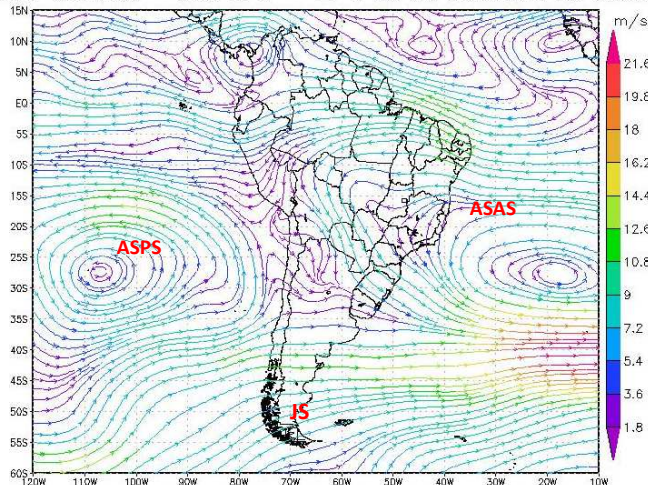 m/s
15N
10N
5N
EQ
5S
10S
15S
20S
25S
30S
35S
40S
45S
50S
55S
60S
120W 110W 100W 90W 80W 70W 60W 50W 40W 30W 20W 10W
21.6
19.8
18
16.2
14.4
12.6
10.8
9
7.2
5.4
3.6
1.8
ASPS
ASAS
JS